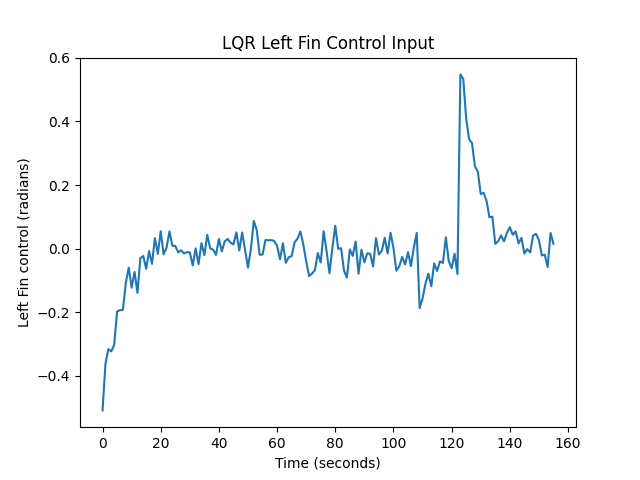 LQR Left Fin Control Input
0.6
0.4
0.2
0.0
−0.2
−0.4
Left Fin control (radians)
0 20 40 60 80 100 120 140 160
Time (seconds)